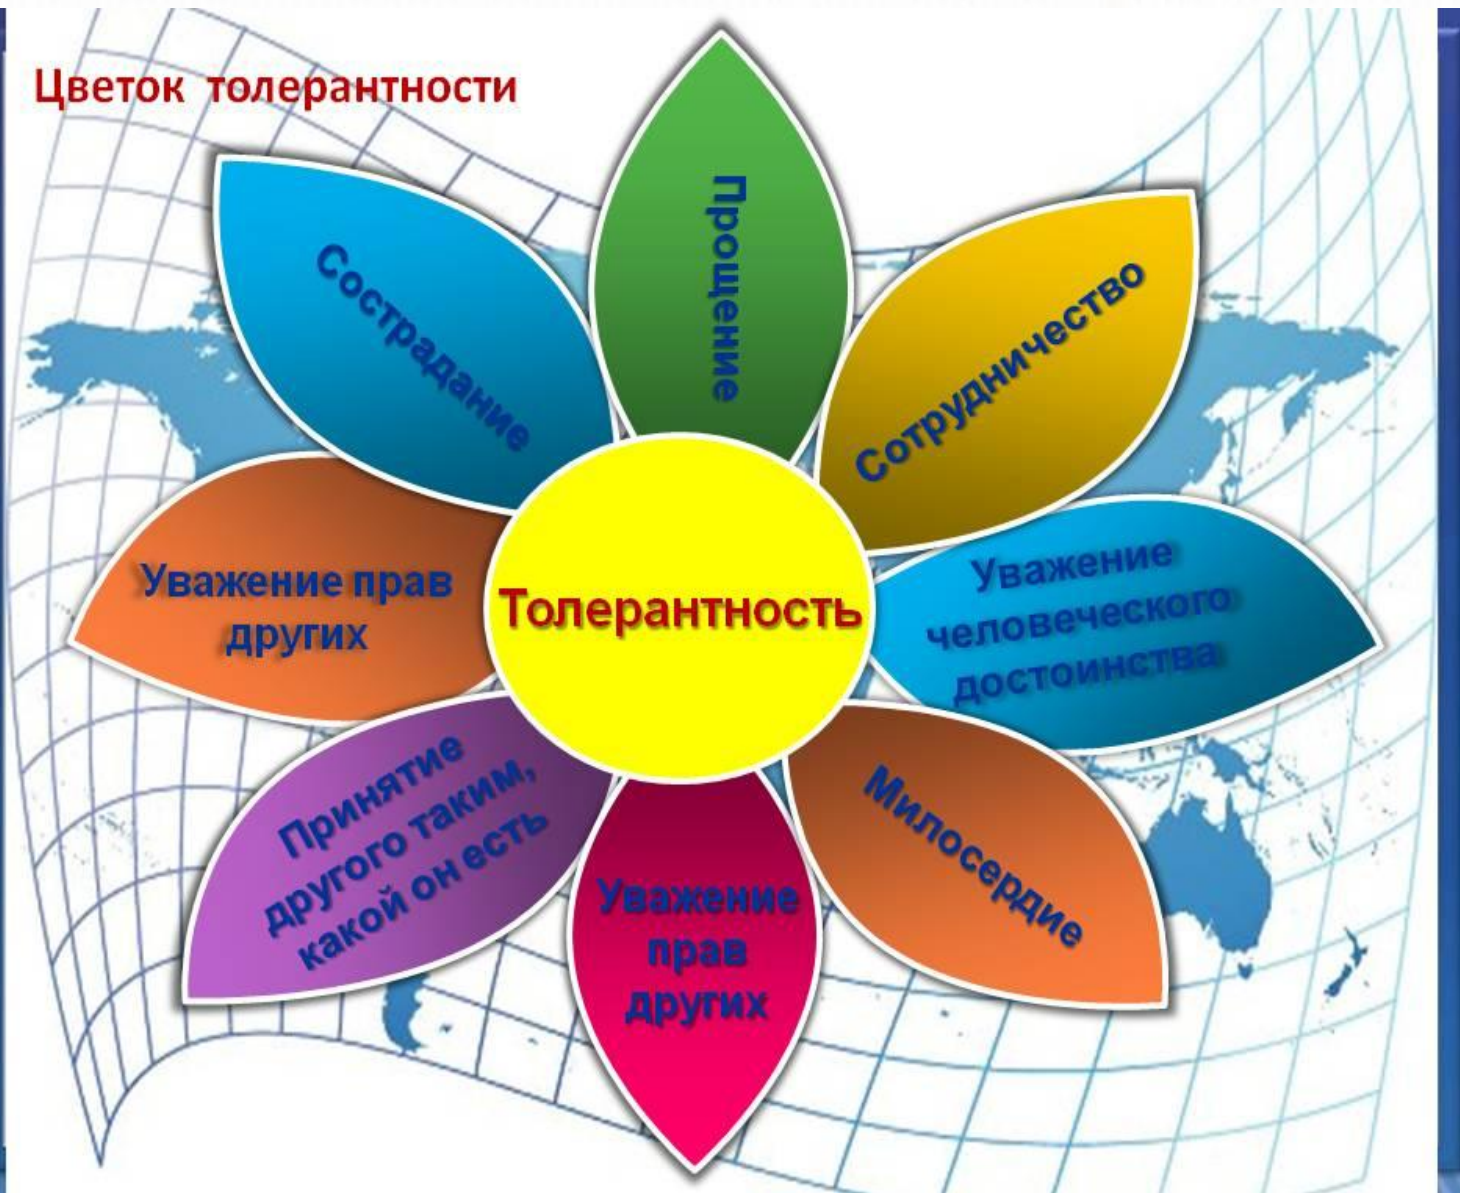 Цветок толерантности
Прощение
Сотрудничество
Уважение
человеческого
достоинства
Милосердие
Уважение
прав
других
Принятие
другого таким,
какой он есть
Уважение прав
других
Сострадание
Толерантность